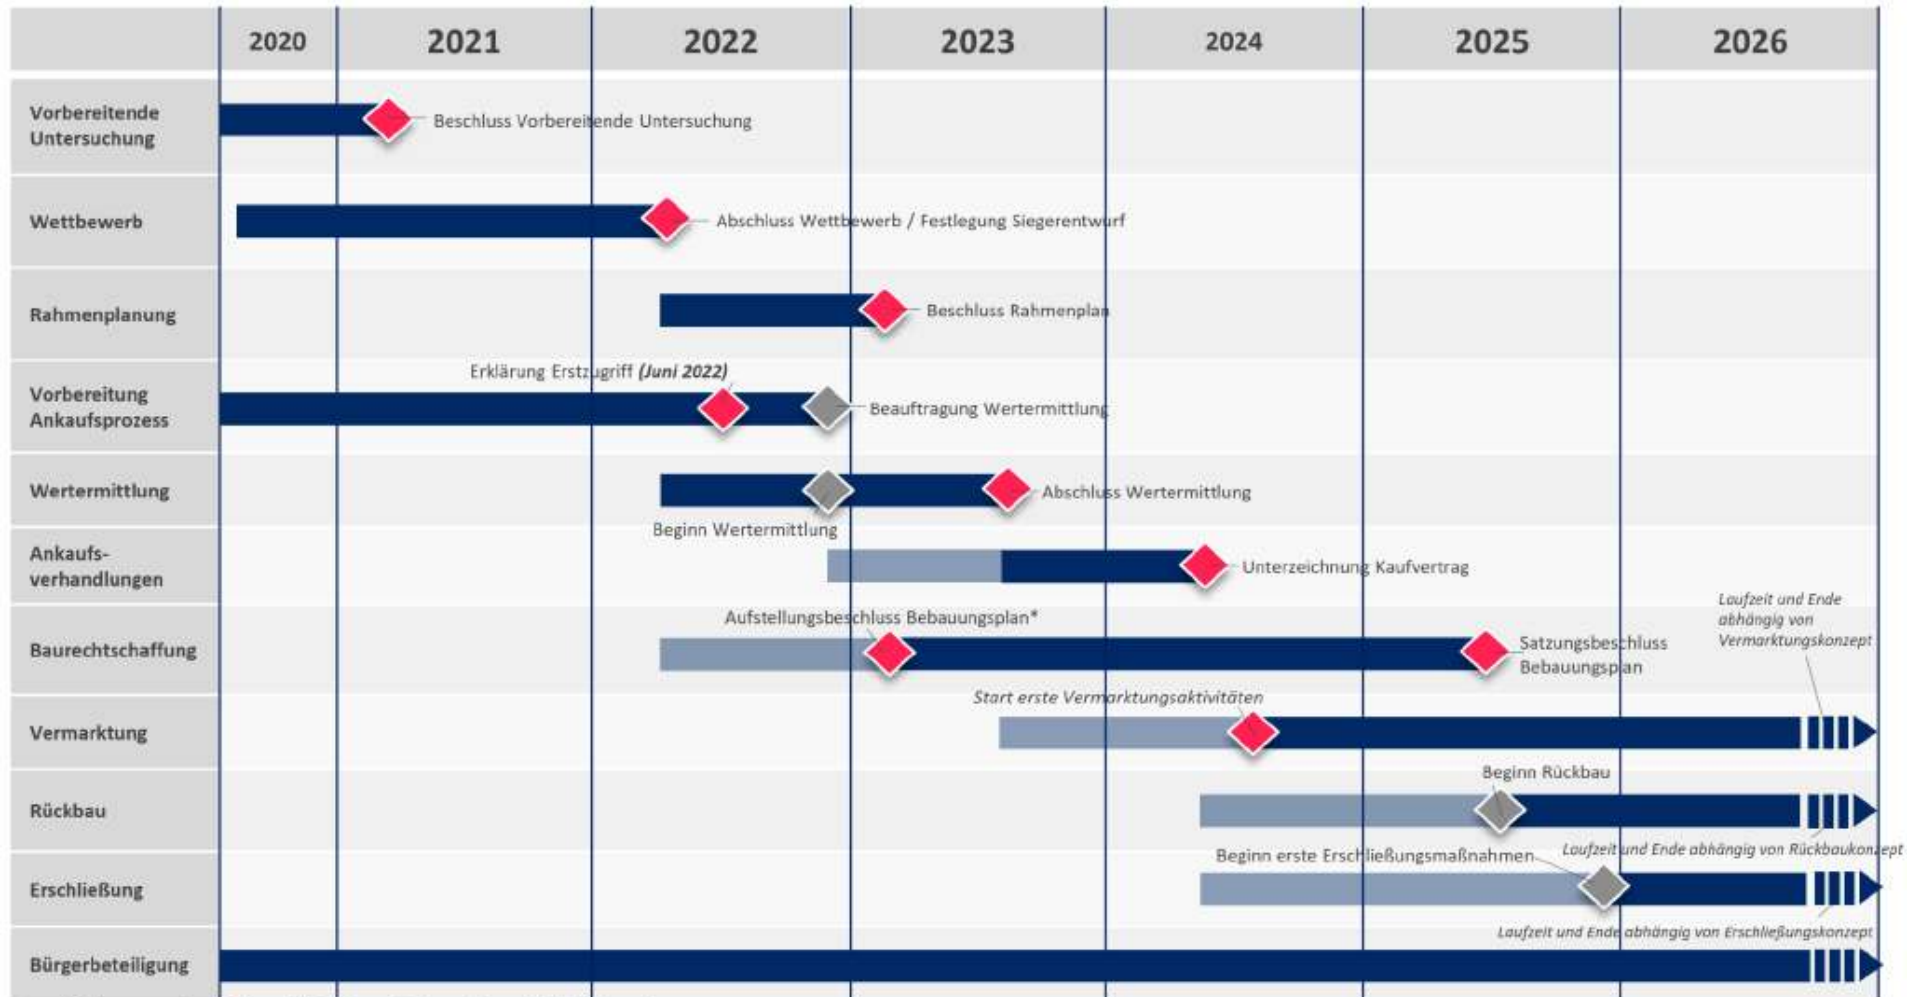 2020 2021 2022 2023 2024 2025 2026
Vorbereitende
Untersuchung
Beschluss Vorbereitende Untersuchung
Wettbewerb
Abschluss Wettbewerb / Festlegung Siegerentwurf
Rahmenplanung
Beschluss Rahmenplan
Erklärung Erstzugriff (Juni 2022)
Vorbereitung
Ankaufsprozess
Beauftragung Wertermittlung
Wertermittlung
Abschluss Wertermittlung
Beginn Wertermittlung
Ankaufs-
verhandlungen
Unterzeichnung Kaufvertrag
Aufstellungsbeschluss Bebauungsplan*
Baurechtschaffung
Satzungsbeschluss
Bebauungsplan
Laufzeit und Ende
abhängig von
Vermarktungskonzept
Start erste Vermarktungsaktivitäten
Vermarktung
Beginn Rückbau
Rückbau
Laufzeit und Ende abhängig von Rückbaukonzept
Beginn erste Erschließungsmaßnahmen
Erschließung
Laufzeit und Ende abhängig von Erschließungskonzept
Bürgerbeteiligung